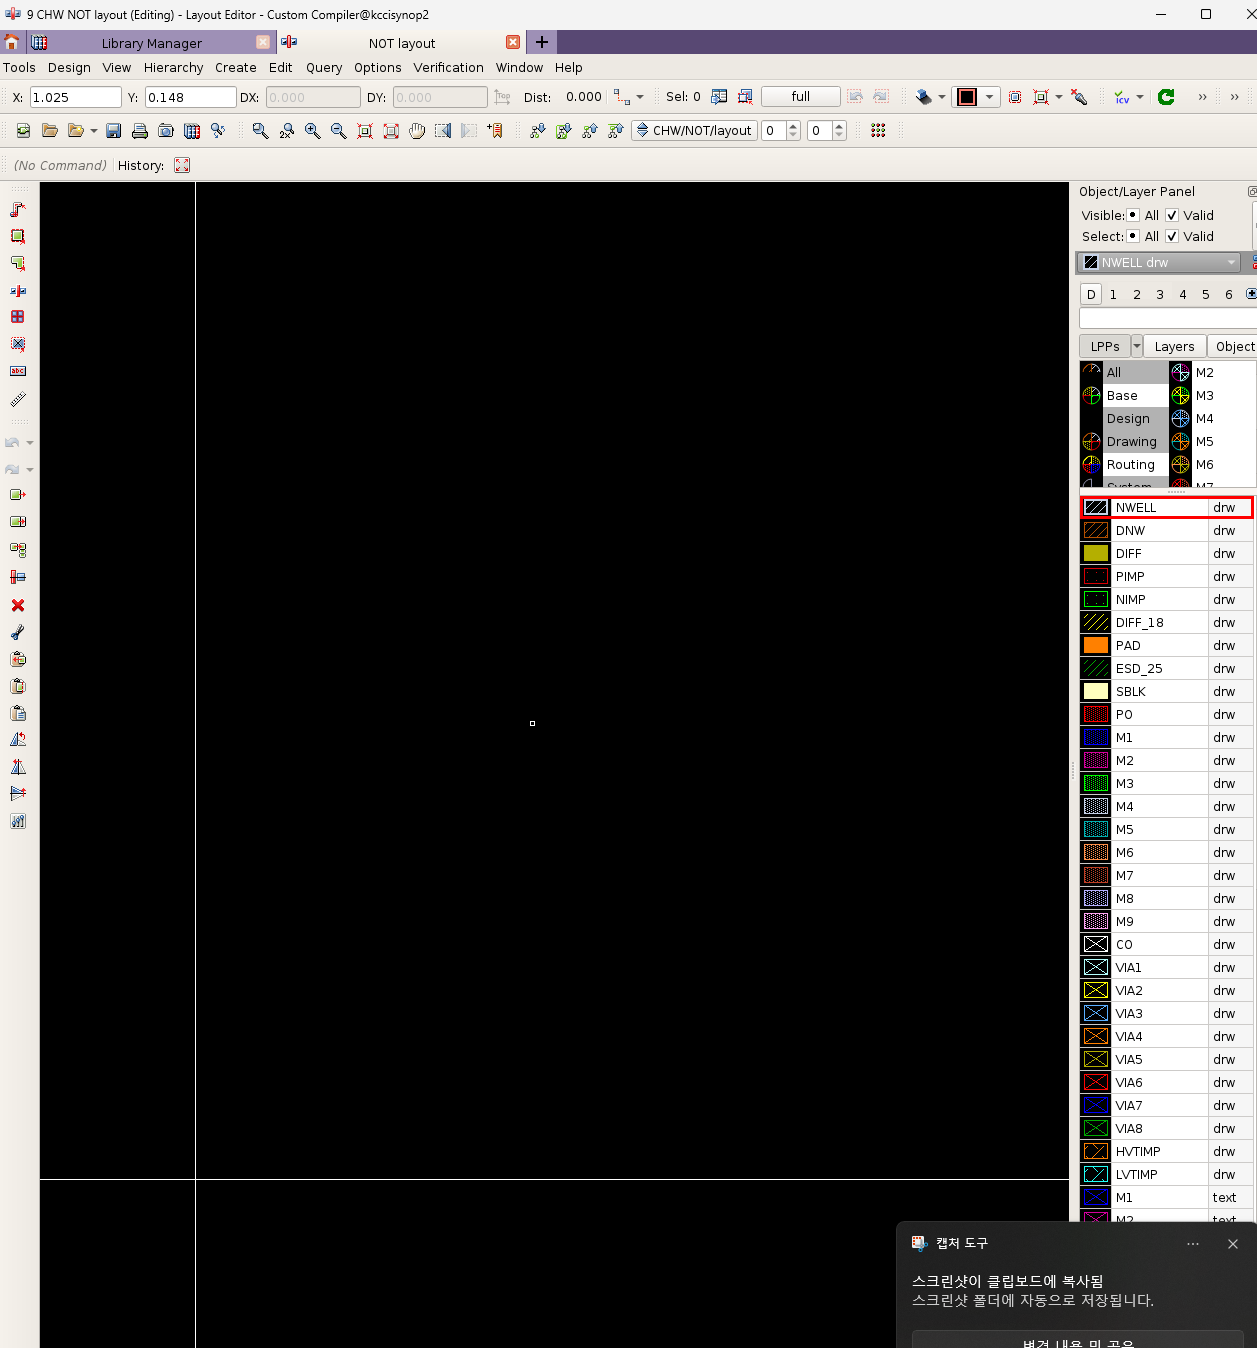 9 CHW NOT layout (Editing) - Layout Editor - Custom Compiler@kccisynop2
Library Manager NOT layout
Tools Design View Hierarchy Create Edit Query Options Verification Window Help
X: 1.025 Y: 0.148 DX: 0.000 DY: 0.000 Top Dist: 0.000 Sel: 0 full ICV
2x CHW/NOT/layout 0 0
(No Command) History:
abc
Object/Layer Panel
Visible: All Valid
Select: All Valid
NWELL drw
D 1 2 3 4 5 6
LPPs Layers Object
All M2
Base M3
Design M4
Drawing M5
Routing M6
System M7
NWELL drw
DNW drw
DIFF drw
PIMP drw
NIMP drw
DIFF_18 drw
PAD drw
ESD_25 drw
SBLK drw
PO drw
M1 drw
M2 drw
M3 drw
M4 drw
M5 drw
M6 drw
M7 drw
M8 drw
M9 drw
CO drw
VIA1 drw
VIA2 drw
VIA3 drw
VIA4 drw
VIA5 drw
VIA6 drw
VIA7 drw
VIA8 drw
HVTIMP drw
LVTIMP drw
M1 text
M2 text
캡처 도구
스크린샷이 클립보드에 복사됨
스크린샷 폴더에 자동으로 저장됩니다.
변경 내용 및 공유